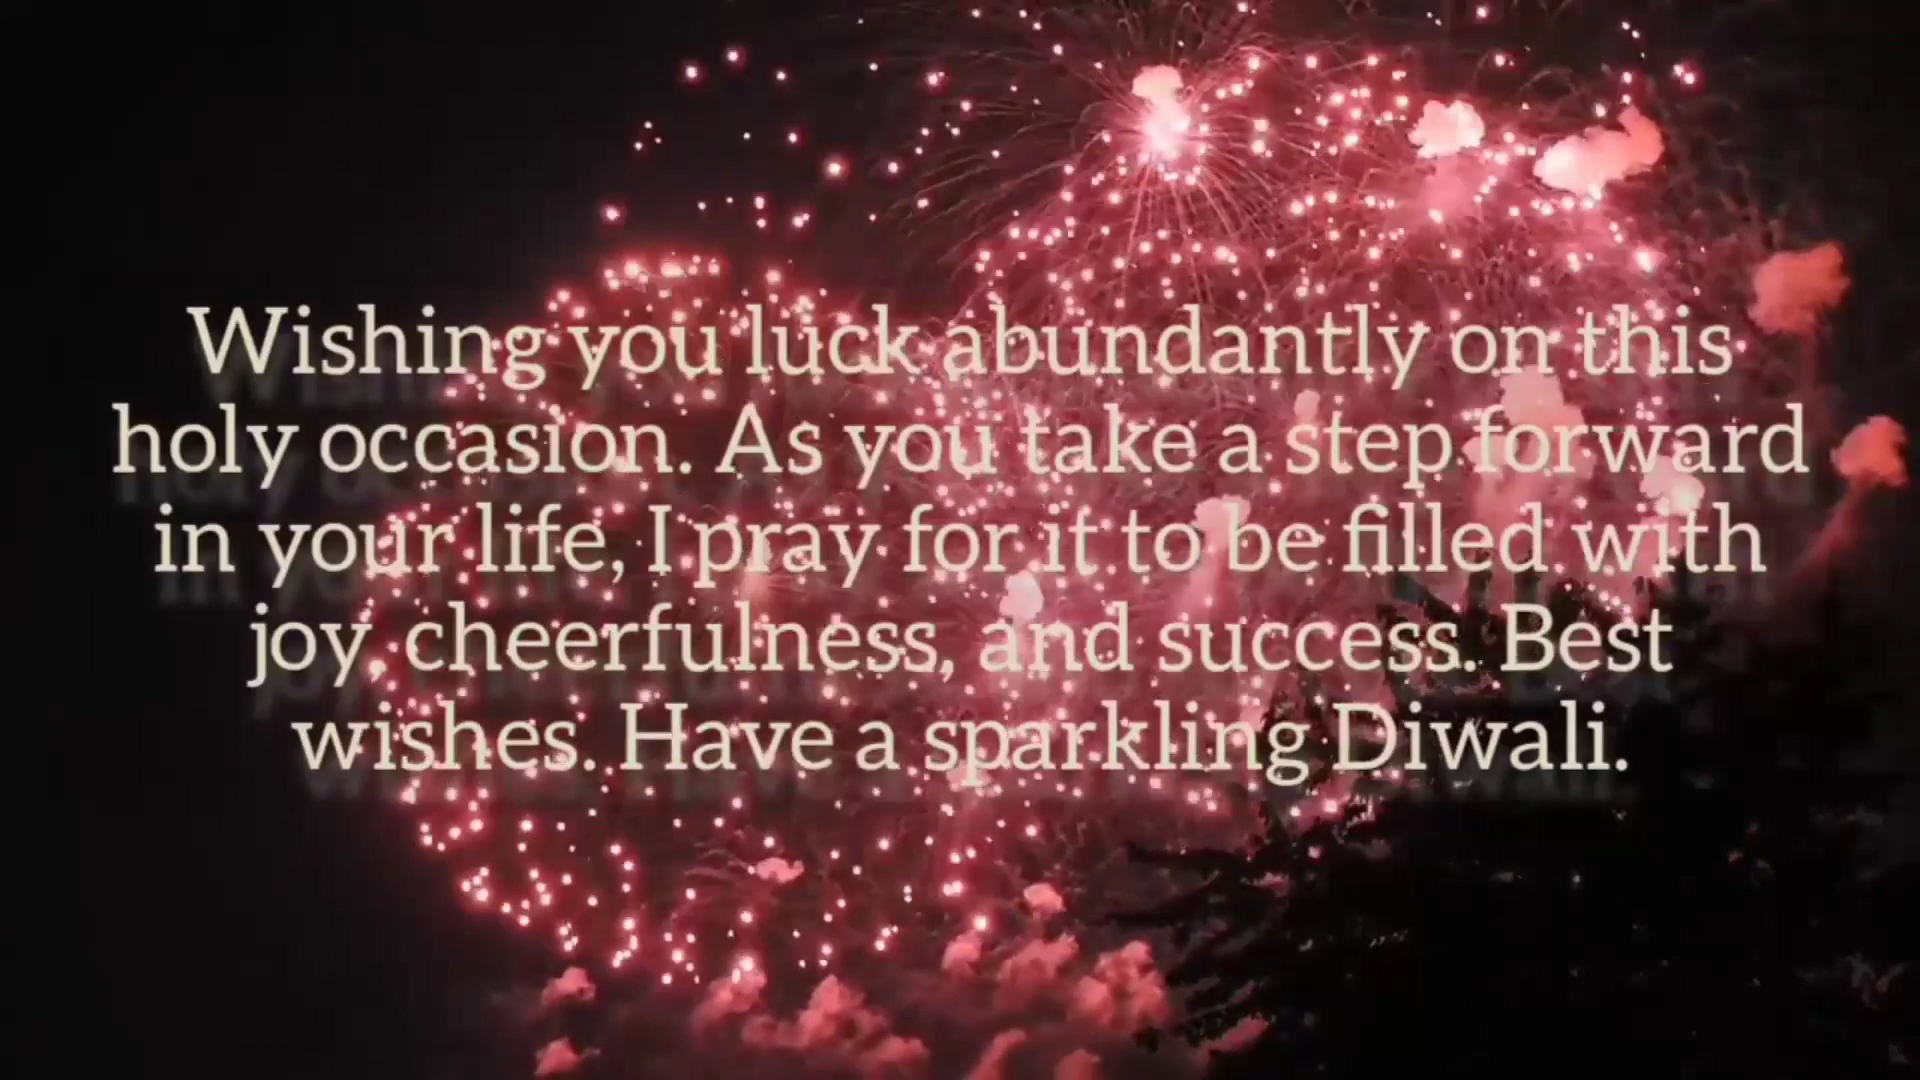 Wishing you luck abundantly on this
holy occasion. As you take a step forward
in your life, I pray for it to be filled with
joy, cheerfulness, and success. Best
wishes. Have a sparkling Diwali.